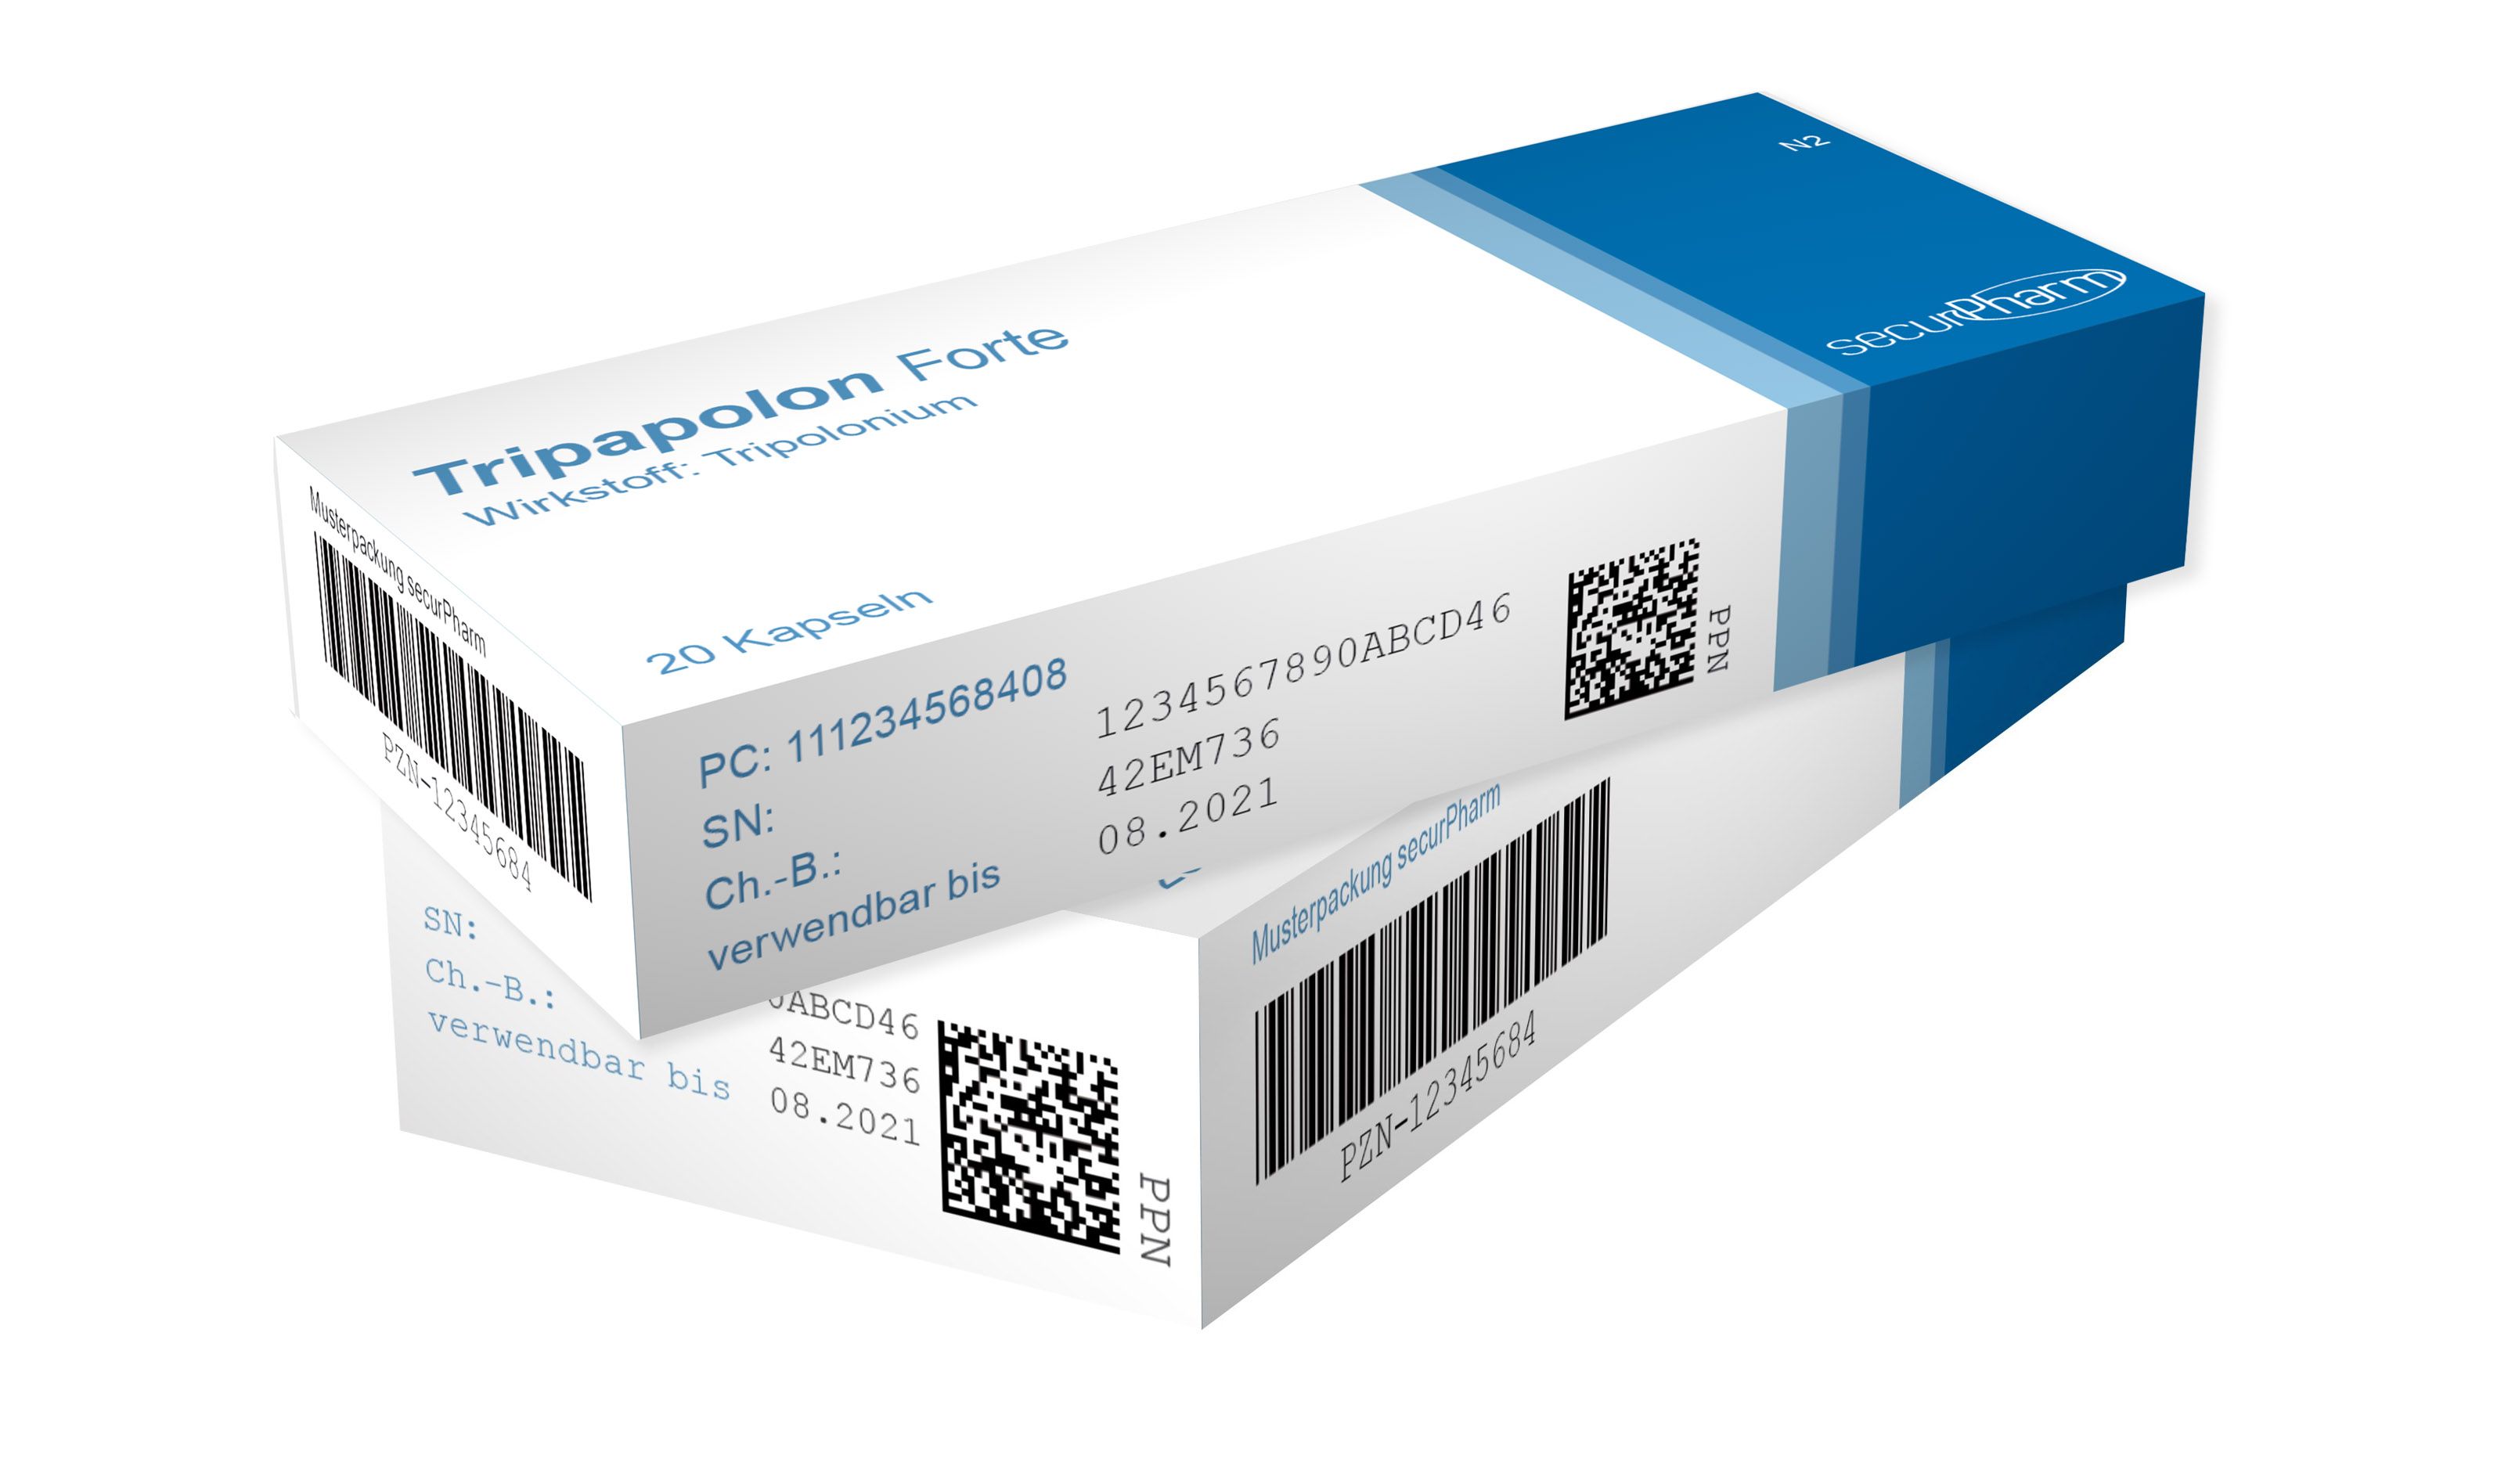 N2
securPharm
Tripapolon Forte
Wirkstoff: Tripolonium
20 Kapseln
Musterpackung securPharm
PZN-12345684
PC: 111234568408
SN: 1234567890ABCD46
Ch.-B.: 42EM736
verwendbar bis 08.2021
PPN
SN: ABCD46
Ch.-B.: 42EM736
verwendbar bis 08.2021
PPN
Musterpackung securPharm
PZN-12345684